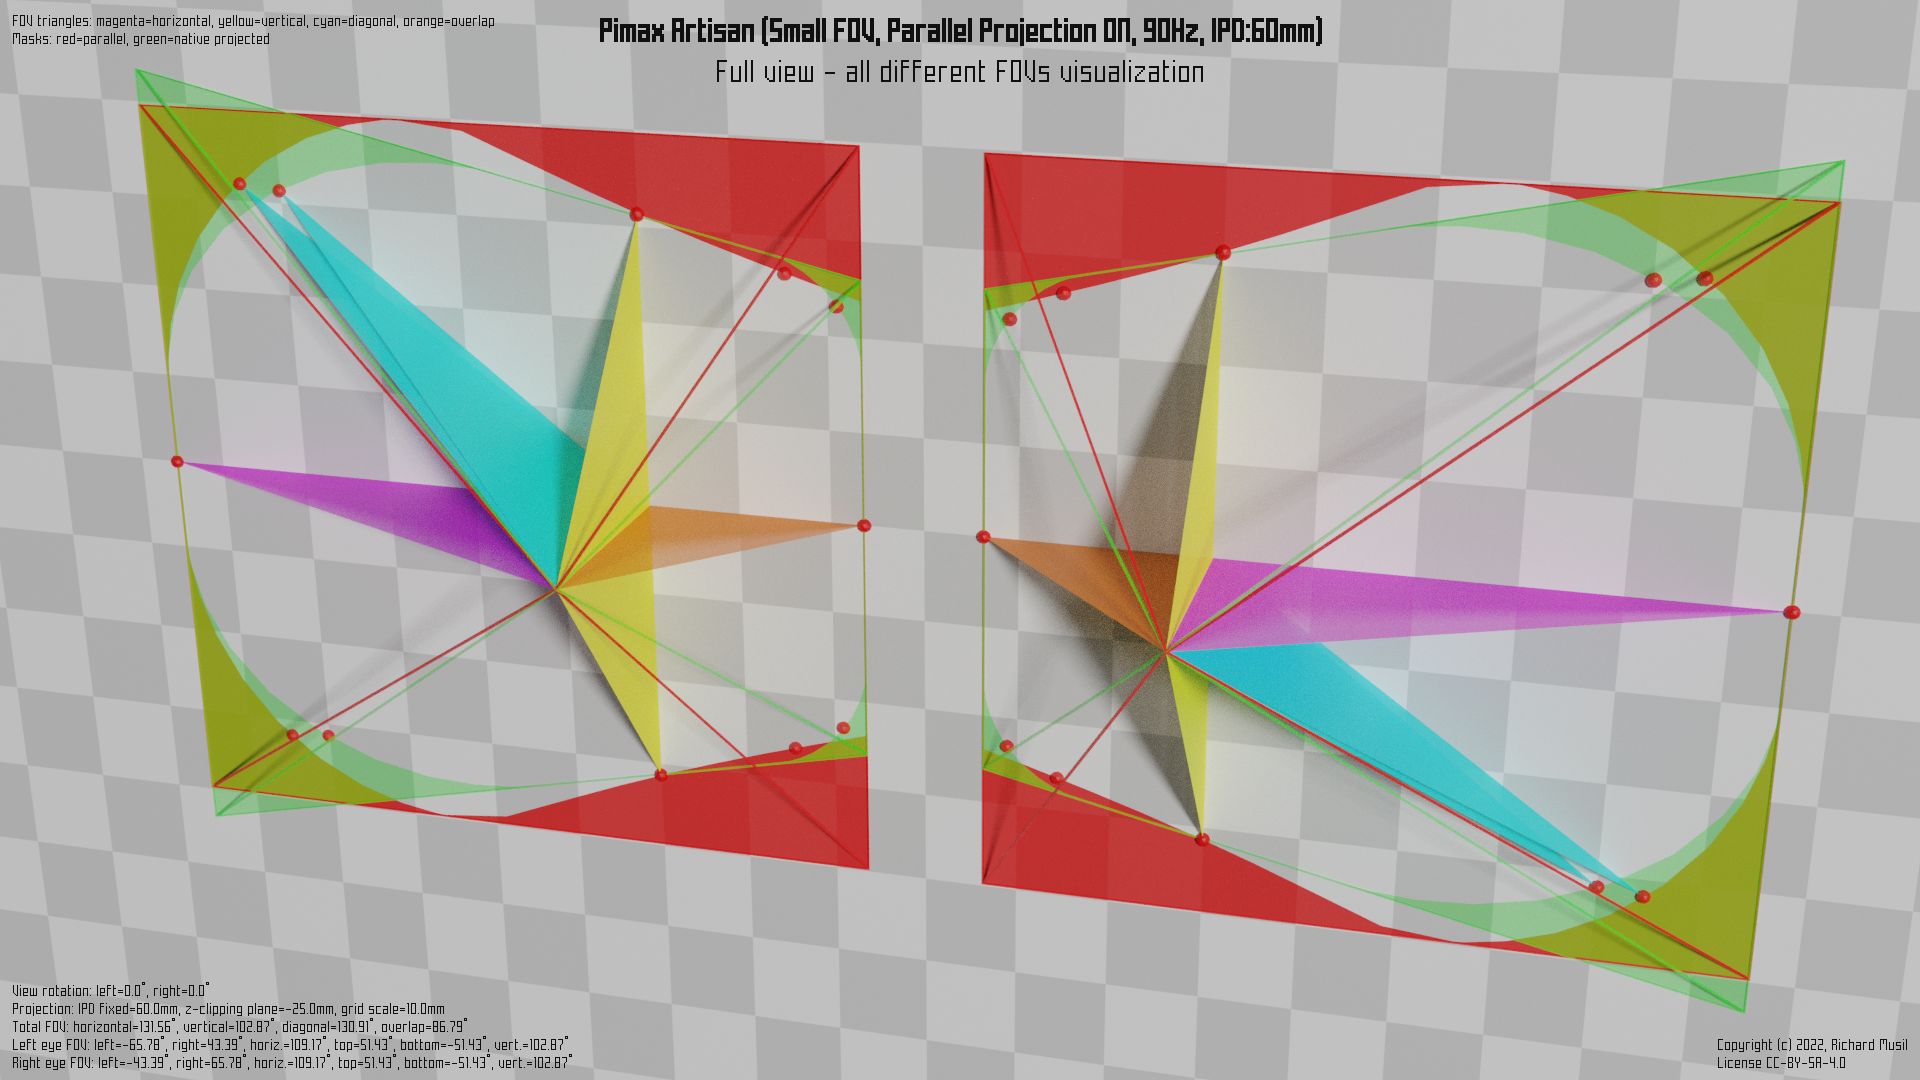 FOV triangles: magenta=horizontal, yellow=vertical, cyan=diagonal, orange=overlap
Masks: red=parallel, green=native projected
Pimax Artisan (Small FOV, Parallel Projection ON, 90Hz, IPD:60mm)
Full view - all different FOVs visualization
View rotation: left=0.0°, right=0.0°
Projection: IPD fixed=60.0mm, z-clipping plane=-25.0mm, grid scale=10.0mm
Total FOV: horizontal=131.56°, vertical=102.87°, diagonal=130.91°, overlap=86.79°
Left eye FOV: left=-65.78°, right=43.39°, horiz.=109.17°, top=51.43°, bottom=-51.43°, vert.=102.87°
Right eye FOV: left=-43.39°, right=65.78°, horiz.=109.17°, top=51.43°, bottom=-51.43°, vert.=102.87°
Copyright (c) 2022, Richard Musil
License CC-BY-SA-4.0